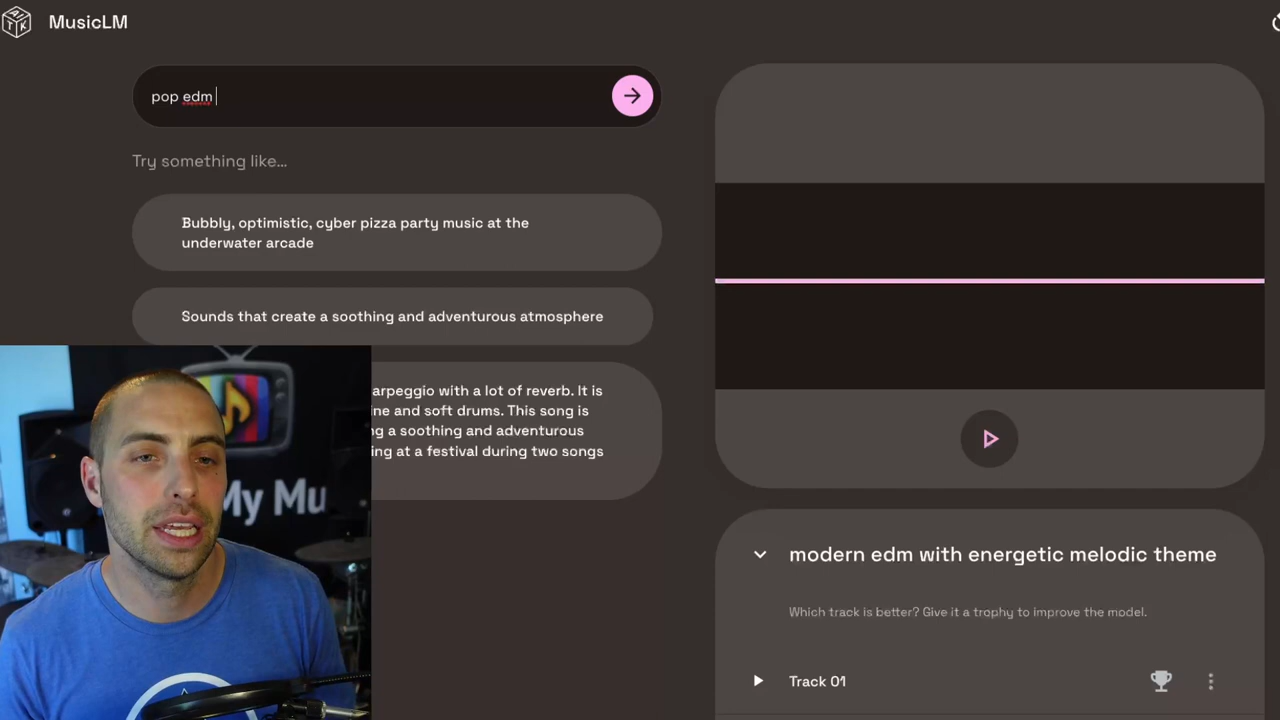 MusicLM
pop edm
Try something like...
Bubbly, optimistic, cyber pizza party music at the
underwater arcade
Sounds that create a soothing and adventurous atmosphere
arpeggio with a lot of reverb. It is
ine and soft drums. This song is
ng a soothing and adventurous
ing at a festival during two songs
My Mu
modern edm with energetic melodic theme
Which track is better? Give it a trophy to improve the model.
Track 01